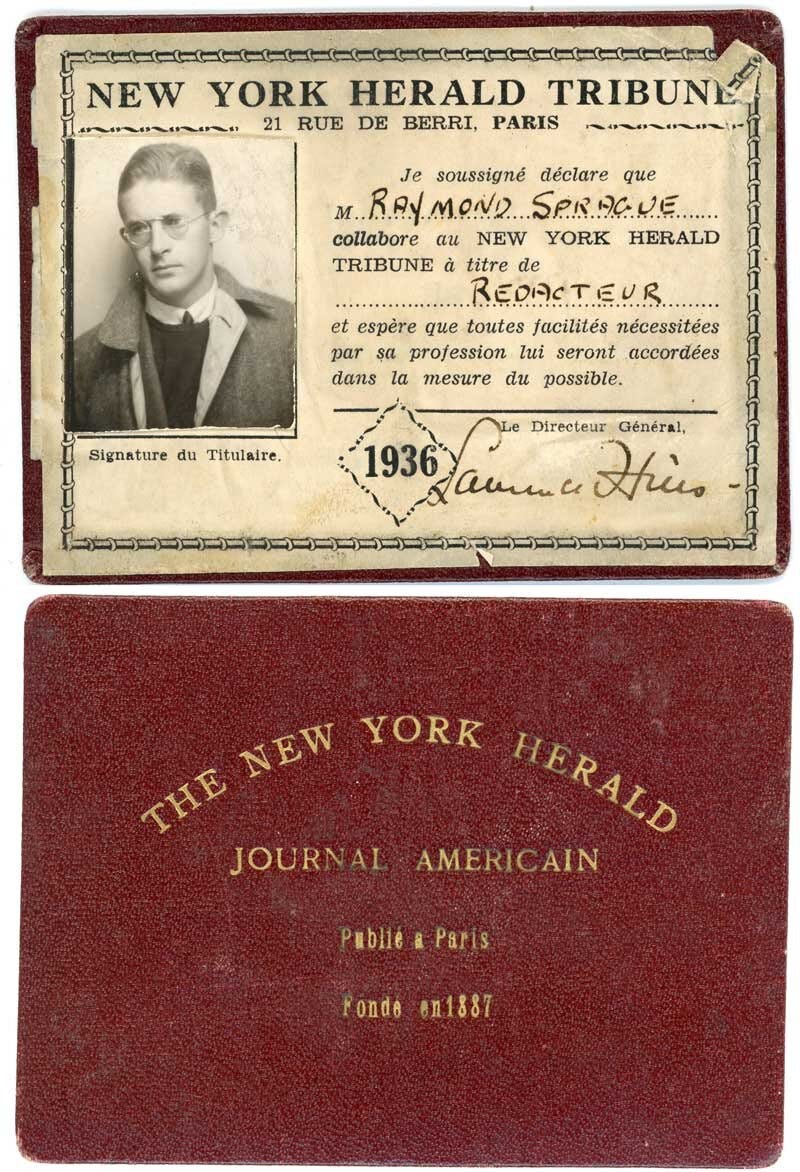 NEW YORK HERALD TRIBUNE
21 RUE DE BERRI, PARIS
Je soussigné déclare que
M. RAYMOND SPRAGUE
collabore au NEW YORK HERALD
TRIBUNE à titre de
REDACTEUR
et espère que toutes facilités nécessitées
par sa profession lui seront accordées
dans la mesure du possible.
Le Directeur Général,
Signature du Titulaire.
1936
THE NEW YORK HERALD
JOURNAL AMERICAIN
Publié a Paris
Fondé en 1887